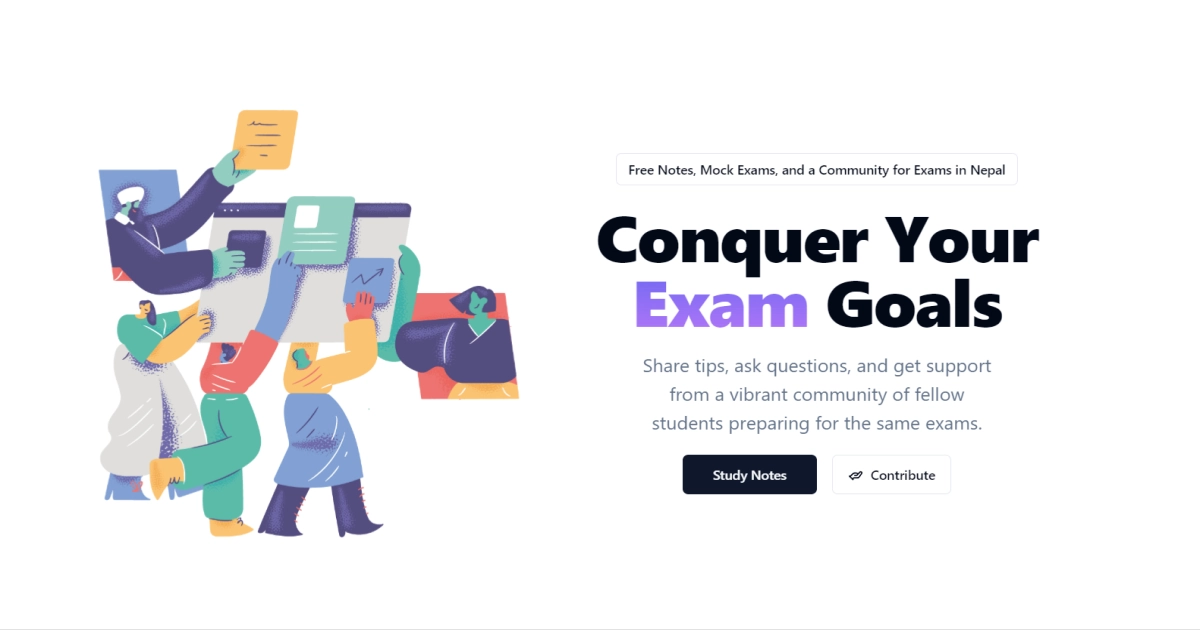 Free Notes, Mock Exams, and a Community for Exams in Nepal
Conquer Your
Exam Goals
Share tips, ask questions, and get support
from a vibrant community of fellow
students preparing for the same exams.
Study Notes
Contribute